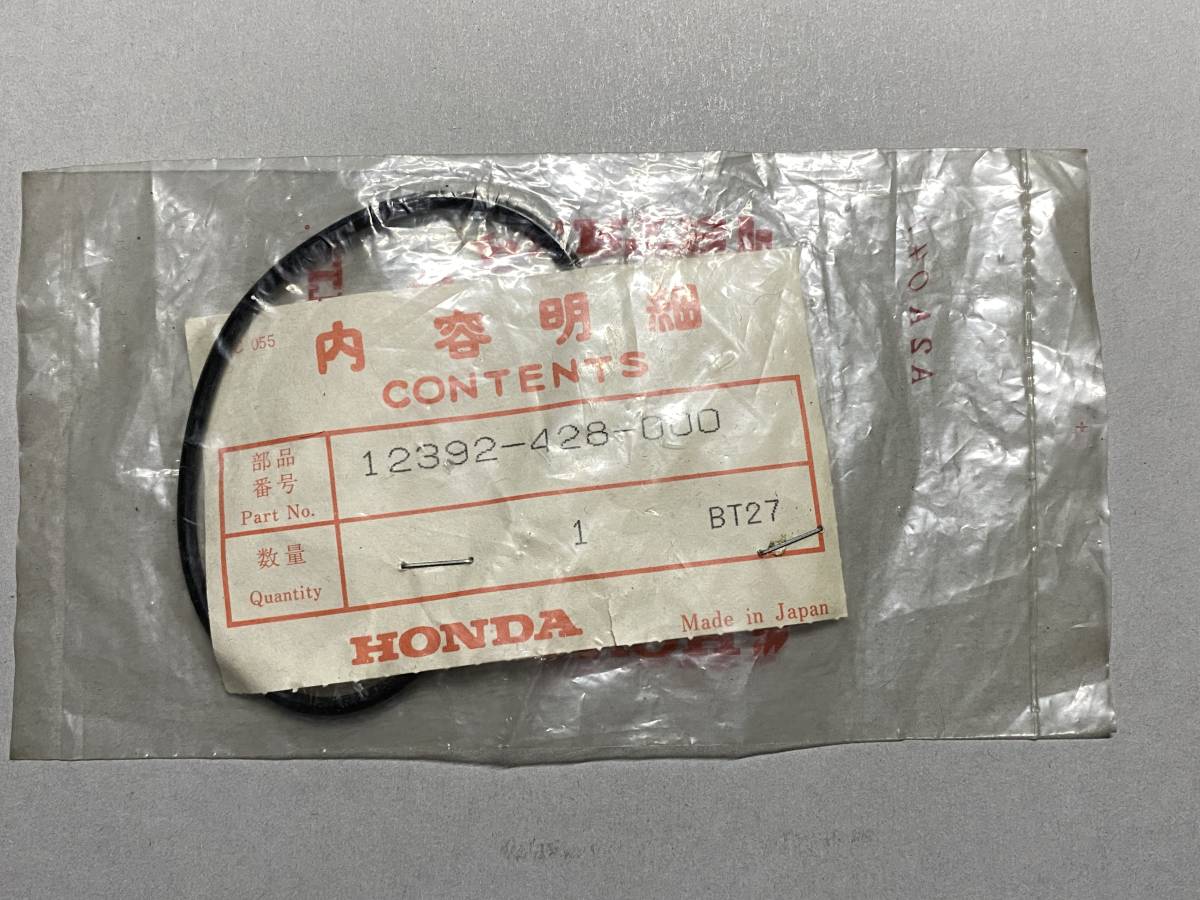 055
内容明細
CONTENTS
部品
番号
Part No.
12392-428-000
数量
Quantity
1
BT27
HONDA
Made in Japan